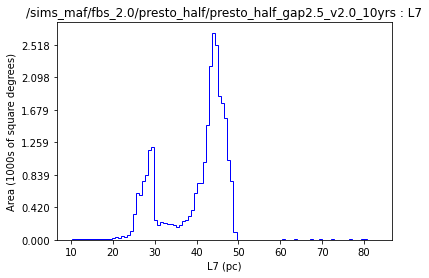 /sims_maf/fbs_2.0/presto_half/presto_half_gap2.5_v2.0_10yrs : L7
2.518
2.098
1.679
1.259
0.839
0.420
0.000
Area (1000s of square degrees)
10 20 30 40 50 60 70 80
L7 (pc)